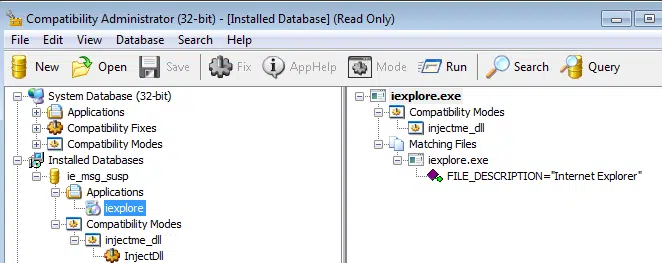 Compatibility Administrator (32-bit) - [Installed Database] (Read Only)
File Edit View Database Search Help
New Open Save Fix AppHelp Mode Run Search Query
System Database (32-bit)
Applications
Compatibility Fixes
Compatibility Modes
Installed Databases
ie_msg_susp
Applications
iexplore
Compatibility Modes
injectme_dll
InjectDll
iexplore.exe
Compatibility Modes
injectme_dll
Matching Files
iexplore.exe
FILE_DESCRIPTION="Internet Explorer"